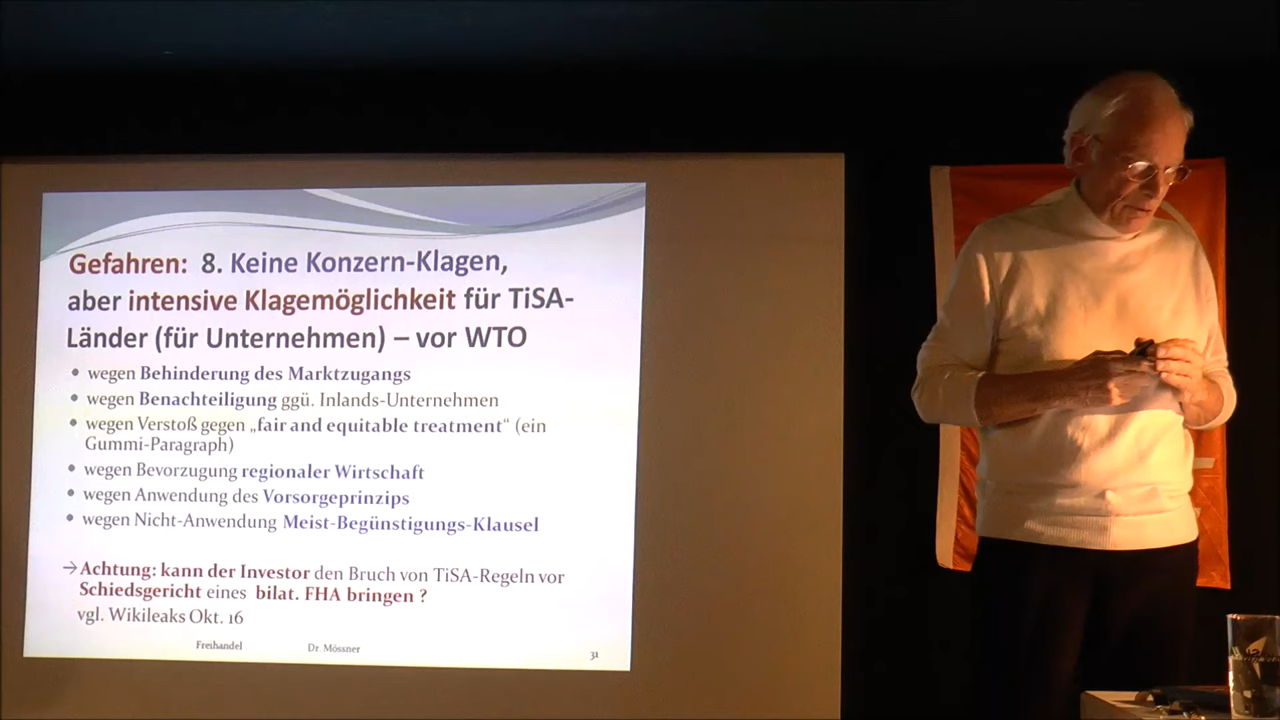 Gefahren: 8. Keine Konzern-Klagen,
aber intensive Klagemöglichkeit für TiSA-
Länder (für Unternehmen) – vor WTO
• wegen Behinderung des Marktzugangs
• wegen Benachteiligung ggü. Inlands-Unternehmen
• wegen Verstoß gegen „fair and equitable treatment“ (ein
Gummi-Paragraph)
• wegen Bevorzugung regionaler Wirtschaft
• wegen Anwendung des Vorsorgeprinzips
• wegen Nicht-Anwendung Meist-Begünstigungs-Klausel
→Achtung: kann der Investor den Bruch von TiSA-Regeln vor
Schiedsgericht eines bilat. FHA bringen ?
vgl. Wikileaks Okt. 16
Freihandel Dr. Mössner 31